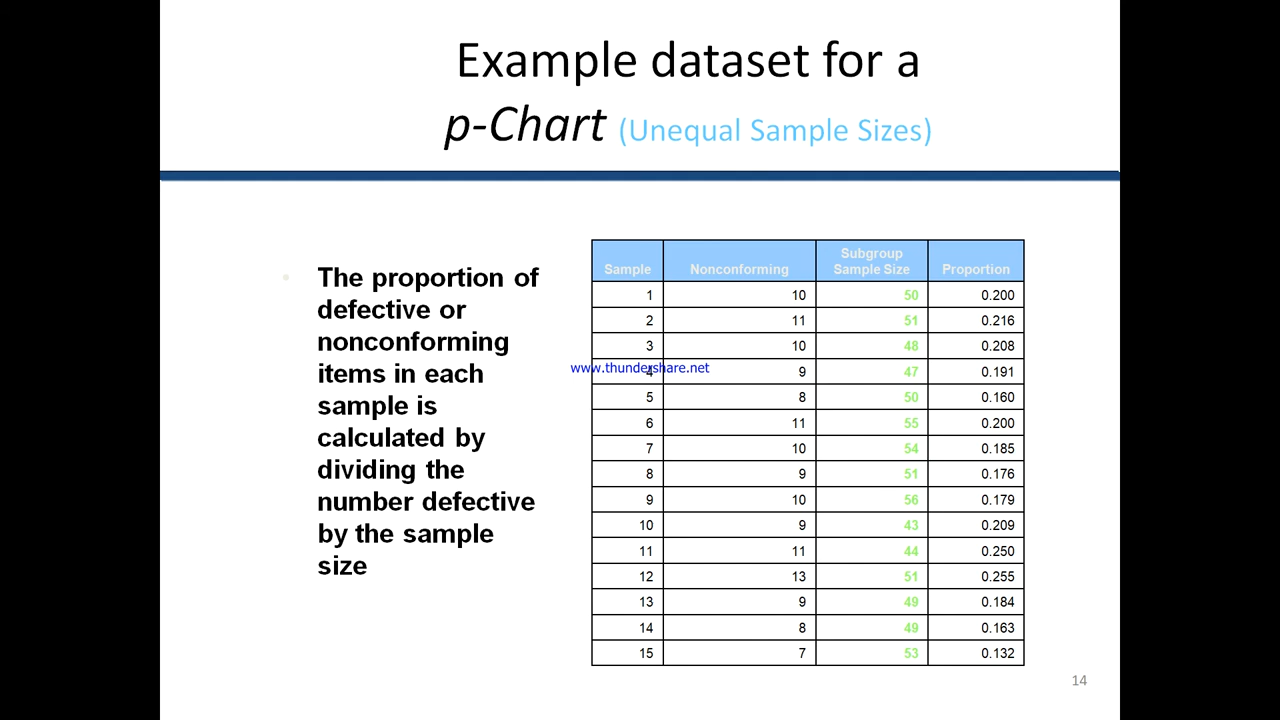 Example dataset for a
p-Chart (Unequal Sample Sizes)
• The proportion of
defective or
nonconforming
items in each
sample is
calculated by
dividing the
number defective
by the sample
size
Sample Nonconforming Subgroup Sample Size Proportion
1 10 50 0.200
2 11 51 0.216
3 10 48 0.208
www.thundershare.net
4 9 47 0.191
5 8 50 0.160
6 11 55 0.200
7 10 54 0.185
8 9 51 0.176
9 10 56 0.179
10 9 43 0.209
11 11 44 0.250
12 13 51 0.255
13 9 49 0.184
14 8 49 0.163
15 7 53 0.132
14